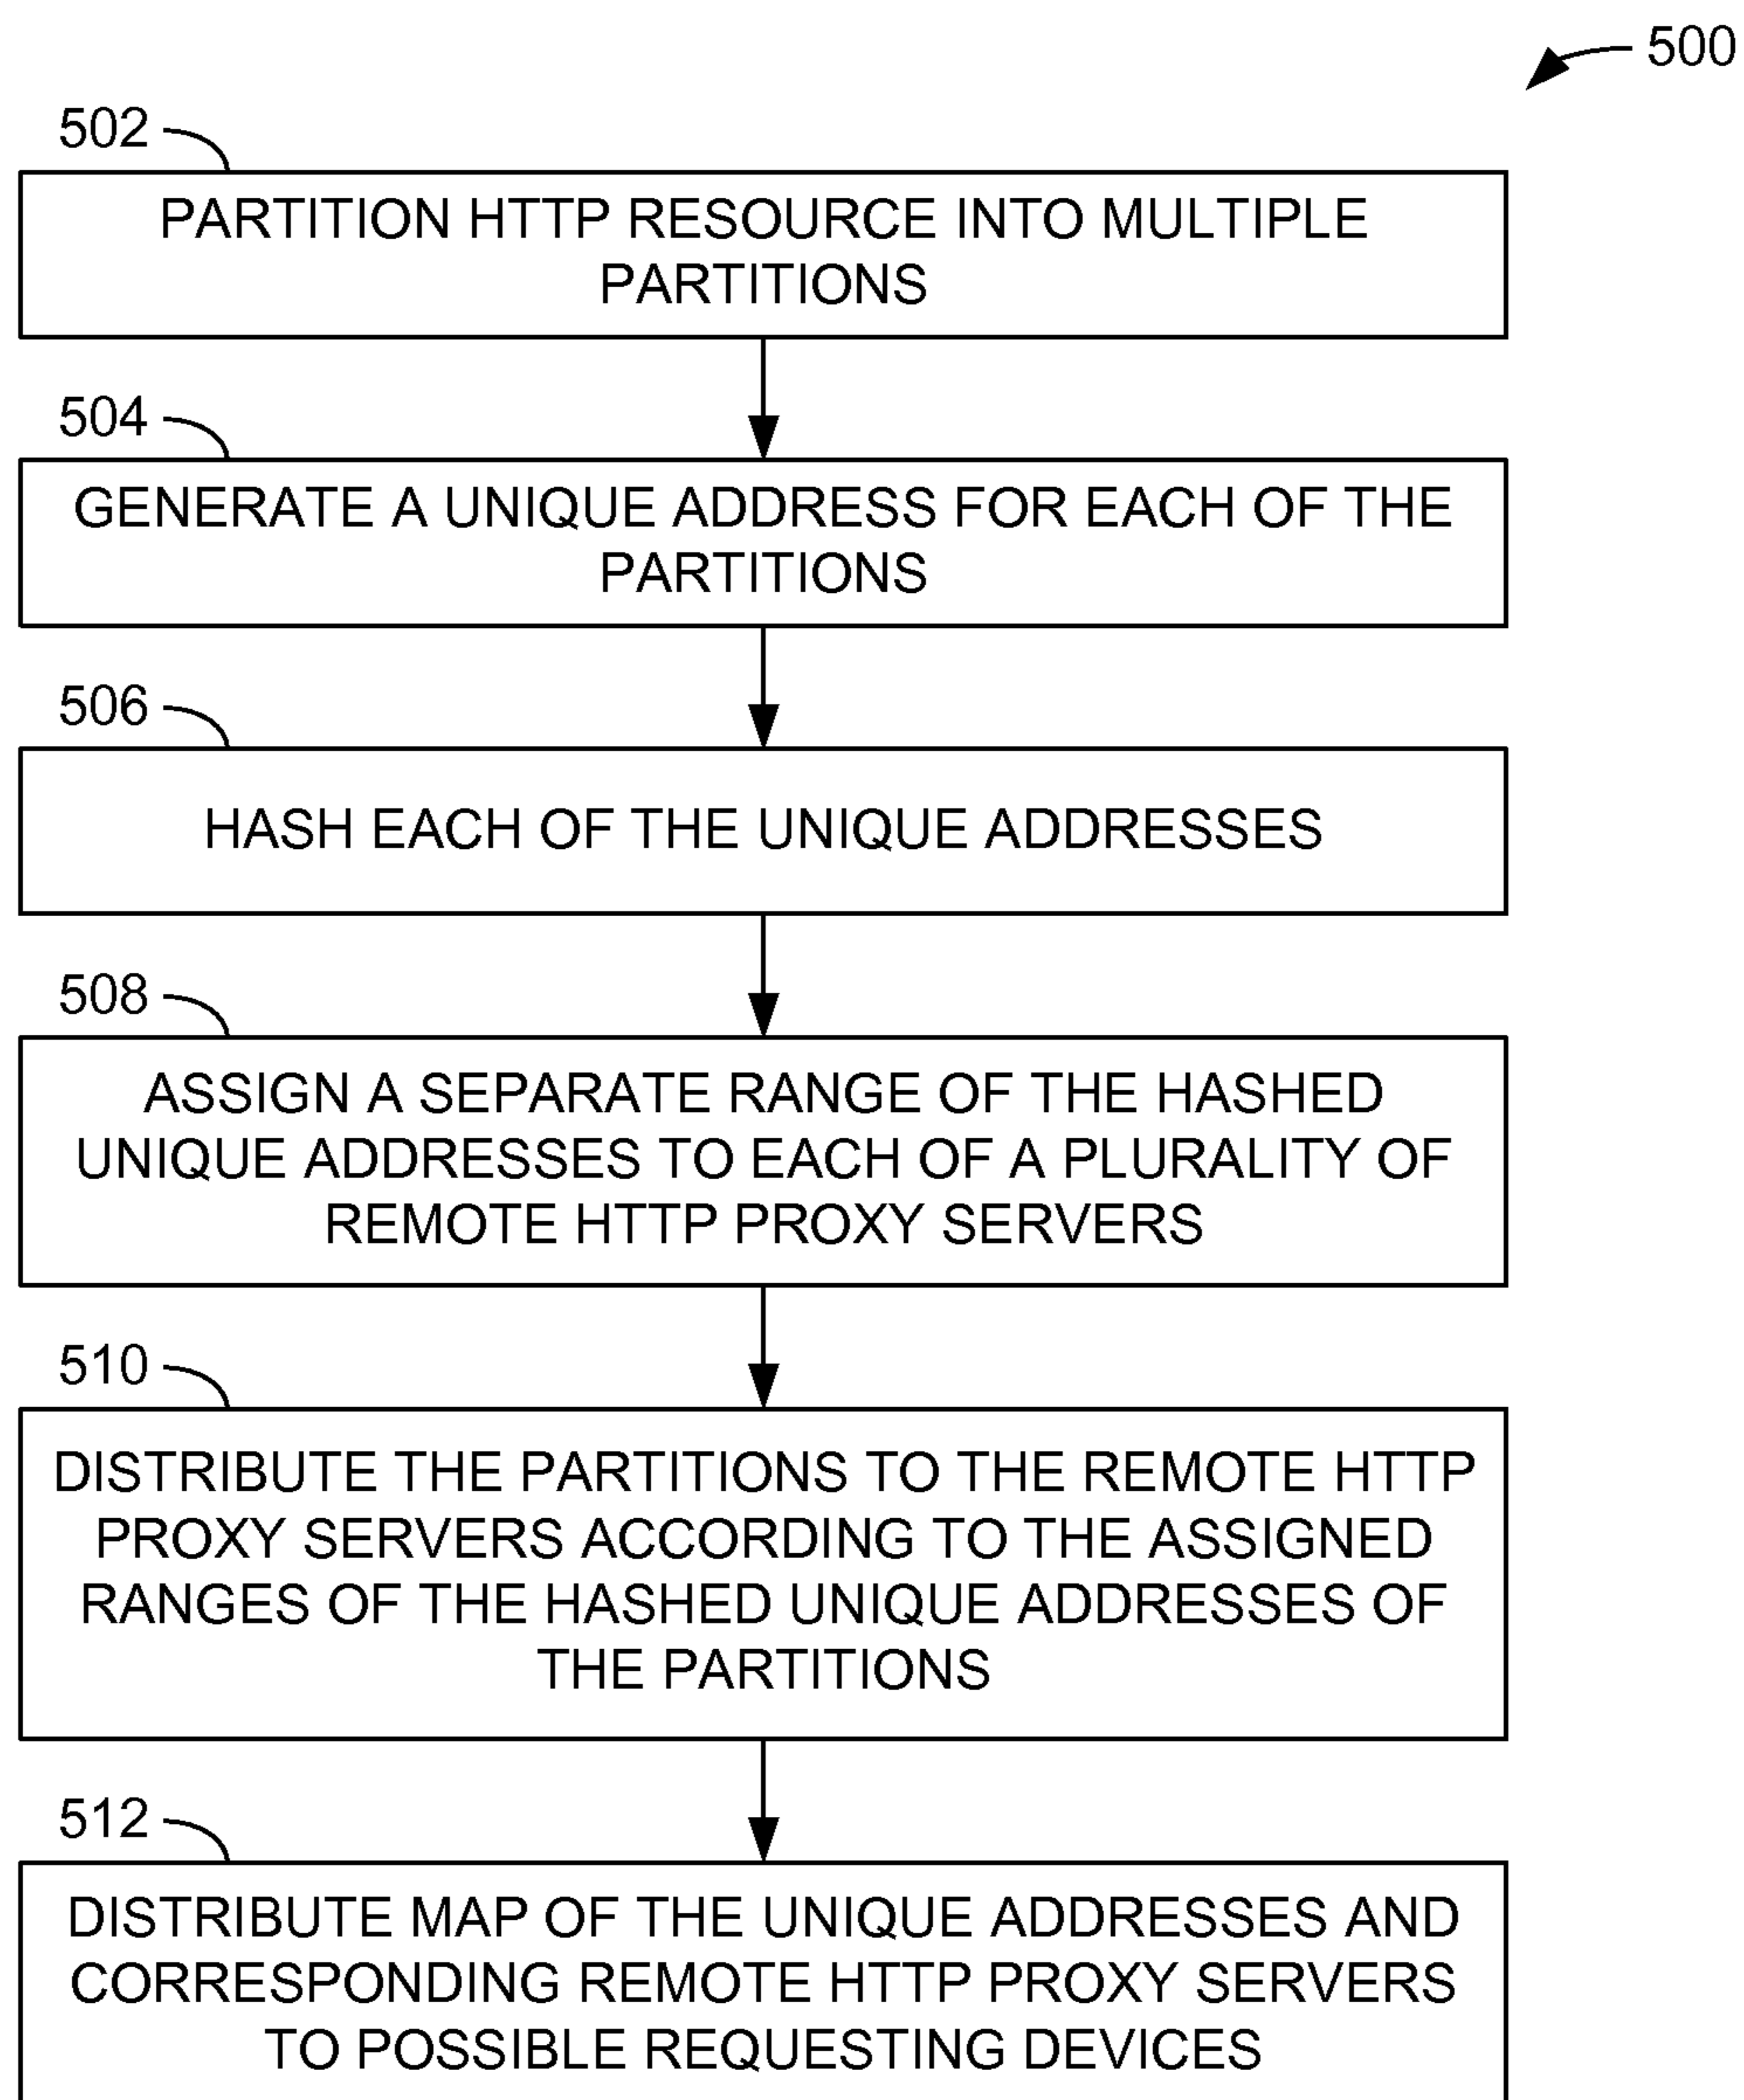 500
502
PARTITION HTTP RESOURCE INTO MULTIPLE
PARTITIONS
504
GENERATE A UNIQUE ADDRESS FOR EACH OF THE
PARTITIONS
506
HASH EACH OF THE UNIQUE ADDRESSES
508
ASSIGN A SEPARATE RANGE OF THE HASHED
UNIQUE ADDRESSES TO EACH OF A PLURALITY OF
REMOTE HTTP PROXY SERVERS
510
DISTRIBUTE THE PARTITIONS TO THE REMOTE HTTP
PROXY SERVERS ACCORDING TO THE ASSIGNED
RANGES OF THE HASHED UNIQUE ADDRESSES OF
THE PARTITIONS
512
DISTRIBUTE MAP OF THE UNIQUE ADDRESSES AND
CORRESPONDING REMOTE HTTP PROXY SERVERS
TO POSSIBLE REQUESTING DEVICES